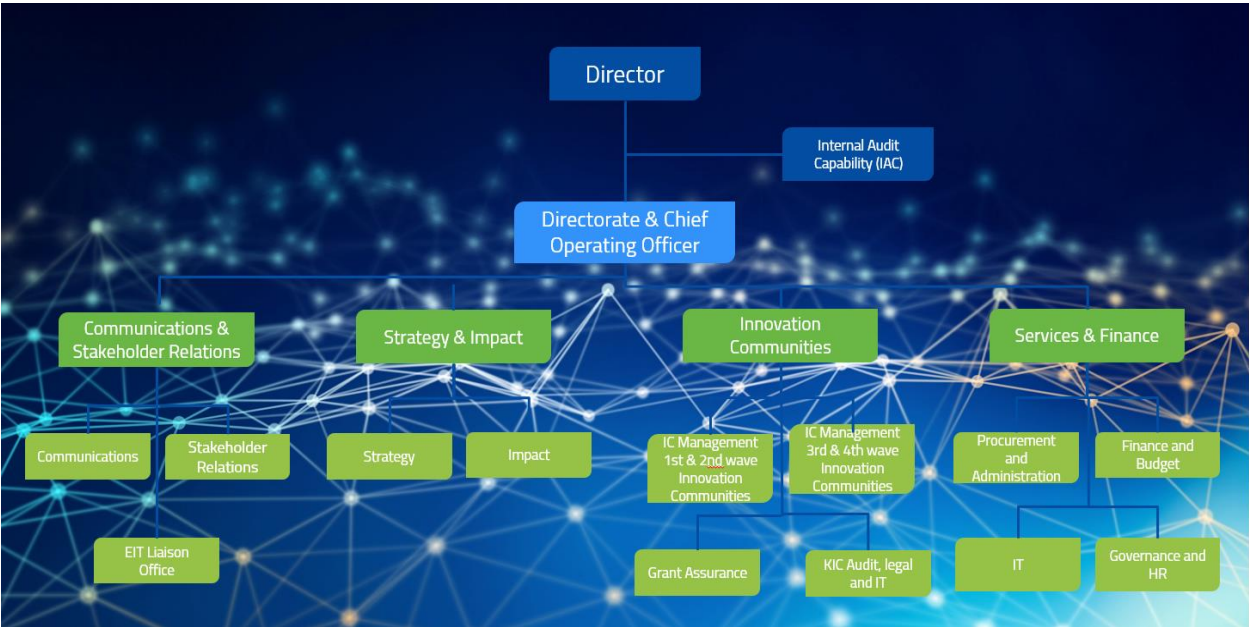 Director
Internal Audit
Capability (IAC)
Directorate & Chief
Operating Officer
Communications &
Stakeholder Relations
Strategy & Impact
Innovation
Communities
Services & Finance
Communications
Stakeholder
Relations
Strategy
Impact
IC Management
1st & 2nd wave
Innovation
Communities
IC Management
3rd & 4th wave
Innovation
Communities
Procurement
and
Administration
Finance and
Budget
EIT Liaison
Office
Grant Assurance
KIC Audit, legal
and IT
IT
Governance and
HR